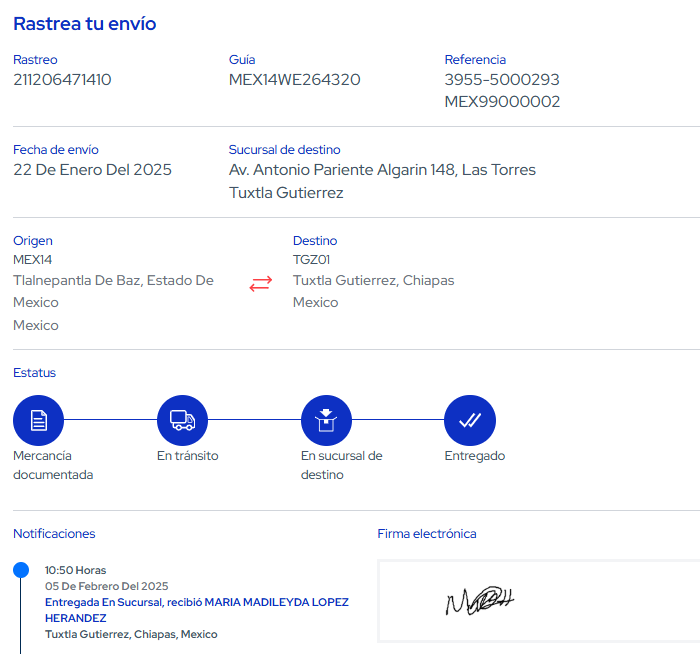 Rastrea tu envío
Rastreo
211206471410
Guía
MEX14WE264320
Referencia
3955-5000293
MEX99000002
Fecha de envío
22 De Enero Del 2025
Sucursal de destino
Av. Antonio Pariente Algarin 148, Las Torres
Tuxtla Gutierrez
Origen
MEX14
Tlalnepantla De Baz, Estado De
Mexico
Mexico
Destino
TGZ01
Tuxtla Gutierrez, Chiapas
Mexico
Estatus
Mercancía
documentada
En tránsito
En sucursal de
destino
Entregado
Notificaciones
10:50 Horas
05 De Febrero Del 2025
Entregada En Sucursal, recibió MARIA MADILEYDA LOPEZ
HERANDEZ
Tuxtla Gutierrez, Chiapas, Mexico
Firma electrónica